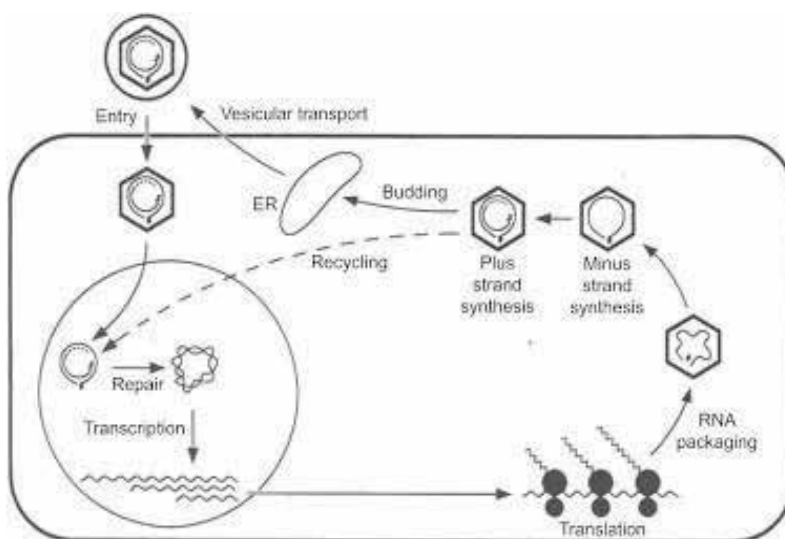 Entry
Vesicular transport
ER
Budding
Recycling
Plus
strand
synthesis
Minus
strand
synthesis
Repair
Transcription
RNA
packaging
Translation